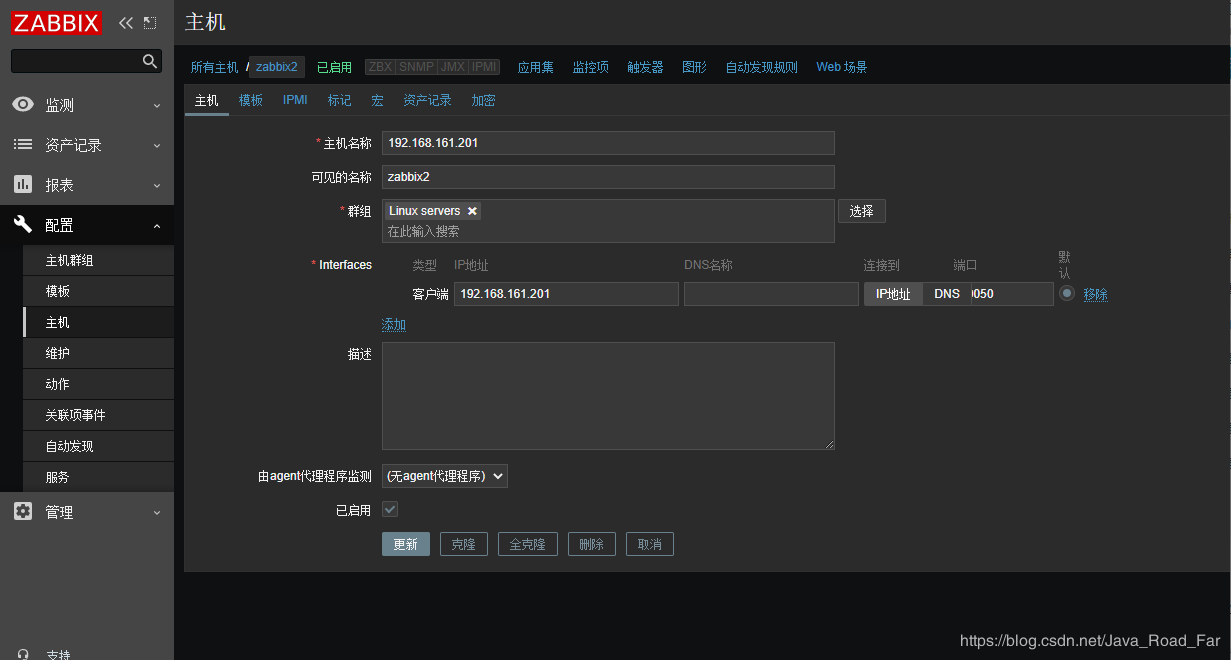 ZABBIX
主机
所有主机 / zabbix2 已启用 ZBX SNMP JMX IPMI 应用集 监控项 触发器 图形 自动发现规则 Web 场景
主机 模板 IPMI 标记 宏 资产记录 加密
监测
资产记录
报表
配置
主机群组
模板
主机
维护
动作
关联项事件
自动发现
服务
管理
支持
* 主机名称 192.168.161.201
可见的名称 zabbix2
* 群组 Linux servers 选择
在此输入搜索
* Interfaces 类型 IP地址 DNS名称 连接到 端口 默认
客户端 192.168.161.201 IP地址 DNS 050 移除
添加
描述
由agent代理程序监测 (无agent代理程序)
已启用
更新 克隆 全克隆 删除 取消
https://blog.csdn.net/Java_Road_Far